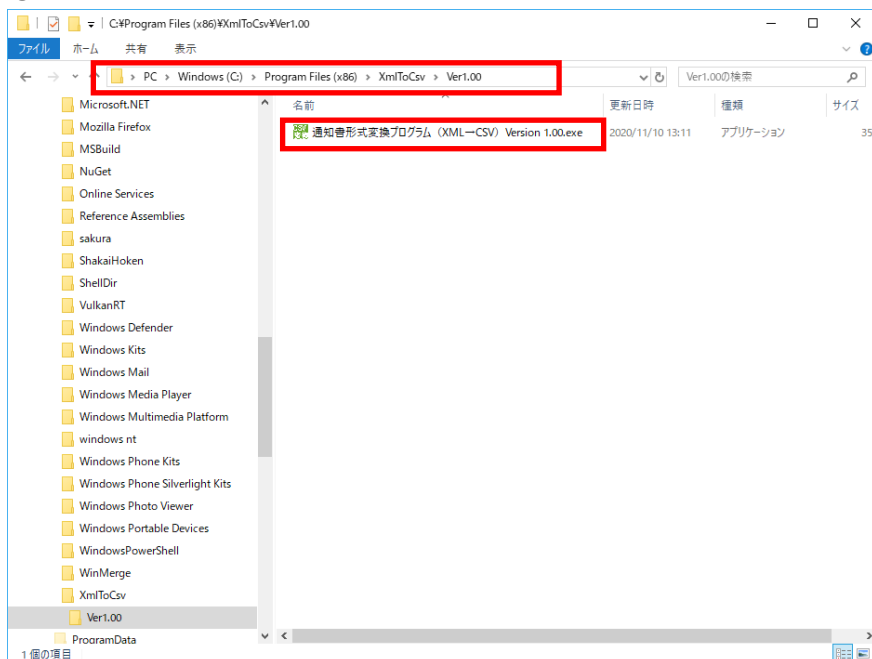 C:¥Program Files (x86)¥XmlToCsv¥Ver1.00
ファイル ホーム 共有 表示
PC > Windows (C:) > Program Files (x86) > XmlToCsv > Ver1.00
Ver1.00の検索
名前 更新日時 種類 サイズ
通知書形式変換プログラム（XML→CSV）Version 1.00.exe 2020/11/10 13:11 アプリケーション 35
Microsoft.NET
Mozilla Firefox
MSBuild
NuGet
Online Services
Reference Assemblies
sakura
ShakaiHoken
ShellDir
VulkanRT
Windows Defender
Windows Kits
Windows Mail
Windows Media Player
Windows Multimedia Platform
windows nt
Windows Phone Kits
Windows Phone Silverlight Kits
Windows Photo Viewer
Windows Portable Devices
WindowsPowerShell
WinMerge
XmlToCsv
Ver1.00
ProgramData
1 個の項目